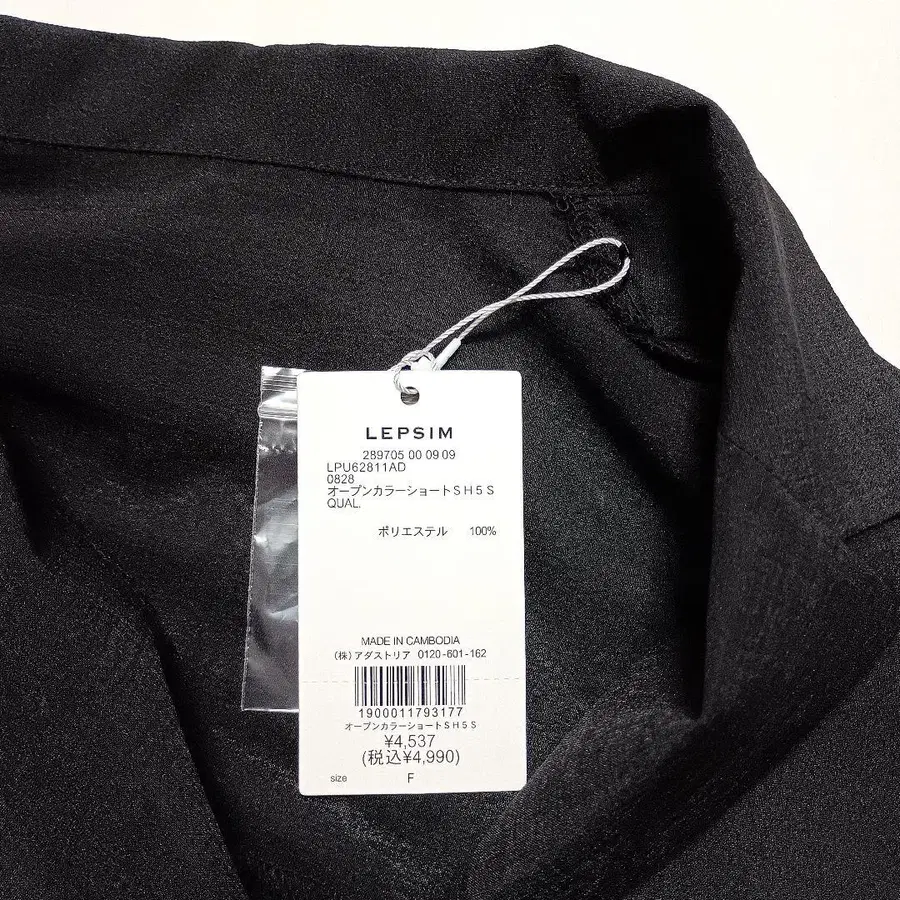 LEPSIM
289705 00 09 09
LPU62811AD
0828
オープンカラーショートＳＨ５Ｓ
QUAL.
ポリエステル 100%
MADE IN CAMBODIA
(株)アダストリア 0120-601-162
1900011793177
オープンカラーショートＳＨ５Ｓ
¥4,537
(税込¥4,990)
size F